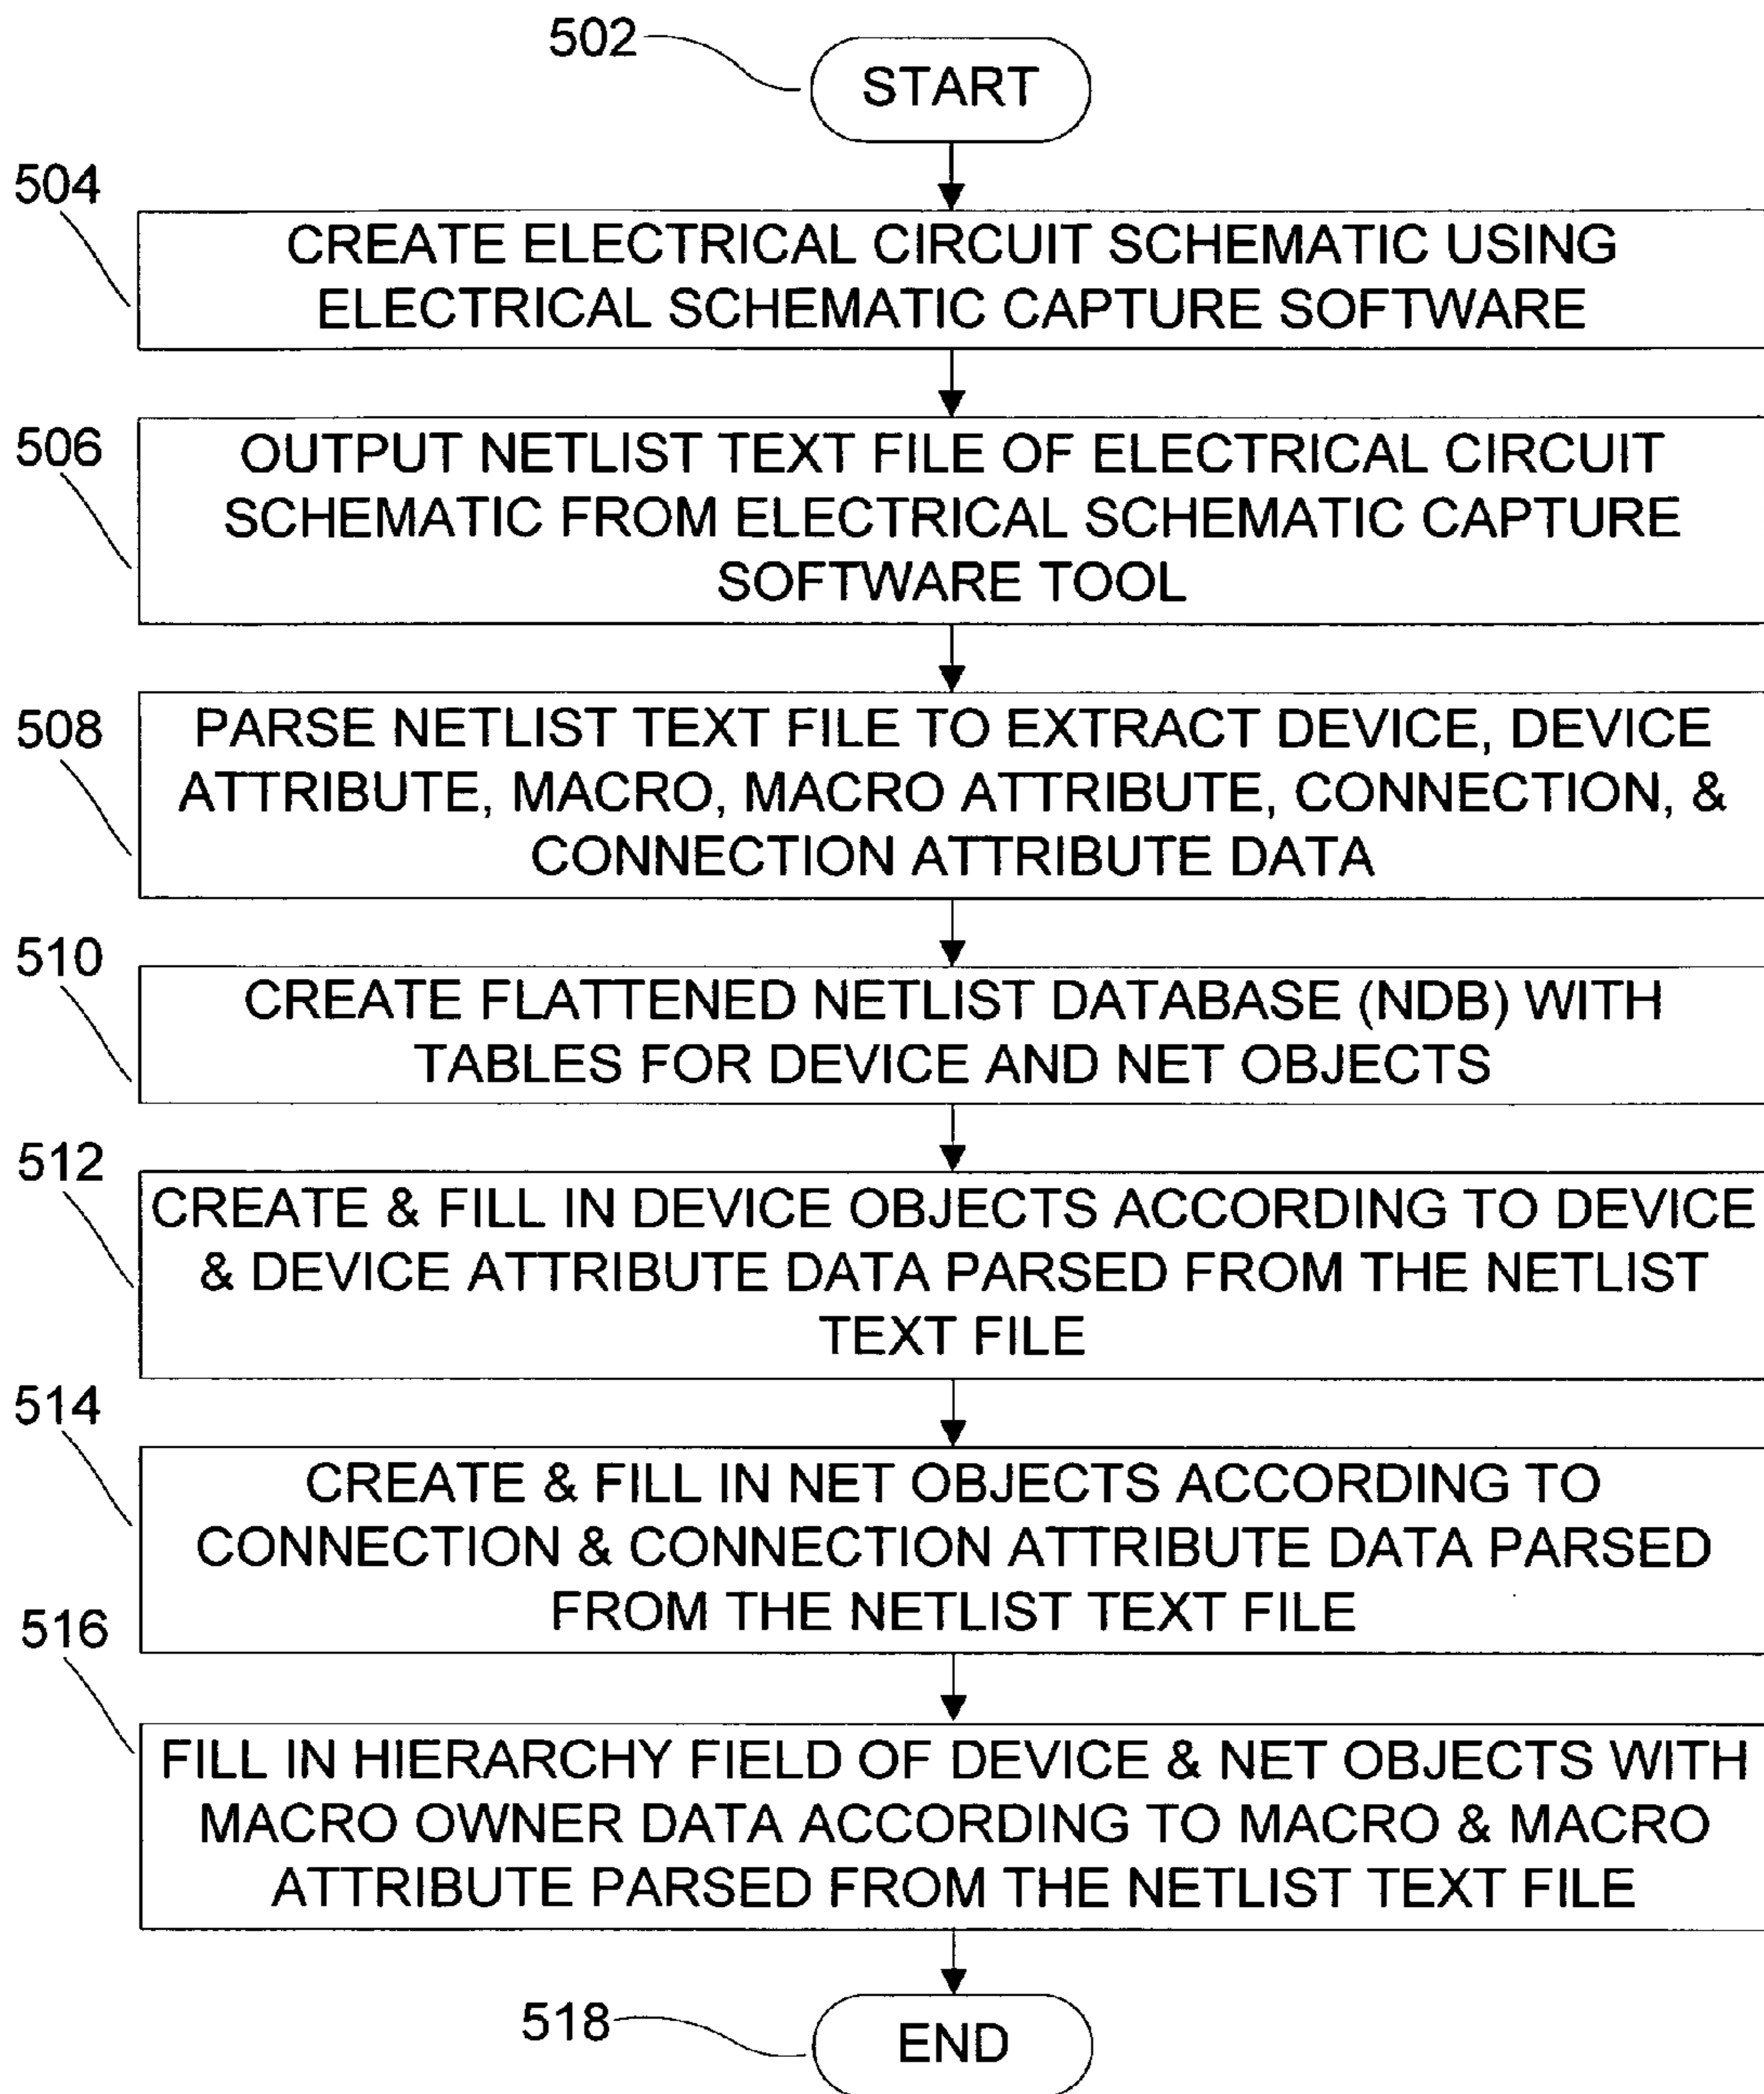 502
START
504
CREATE ELECTRICAL CIRCUIT SCHEMATIC USING
ELECTRICAL SCHEMATIC CAPTURE SOFTWARE
506
OUTPUT NETLIST TEXT FILE OF ELECTRICAL CIRCUIT
SCHEMATIC FROM ELECTRICAL SCHEMATIC CAPTURE
SOFTWARE TOOL
508
PARSE NETLIST TEXT FILE TO EXTRACT DEVICE, DEVICE
ATTRIBUTE, MACRO, MACRO ATTRIBUTE, CONNECTION, &
CONNECTION ATTRIBUTE DATA
510
CREATE FLATTENED NETLIST DATABASE (NDB) WITH
TABLES FOR DEVICE AND NET OBJECTS
512
CREATE & FILL IN DEVICE OBJECTS ACCORDING TO DEVICE
& DEVICE ATTRIBUTE DATA PARSED FROM THE NETLIST
TEXT FILE
514
CREATE & FILL IN NET OBJECTS ACCORDING TO
CONNECTION & CONNECTION ATTRIBUTE DATA PARSED
FROM THE NETLIST TEXT FILE
516
FILL IN HIERARCHY FIELD OF DEVICE & NET OBJECTS WITH
MACRO OWNER DATA ACCORDING TO MACRO & MACRO
ATTRIBUTE PARSED FROM THE NETLIST TEXT FILE
518
END